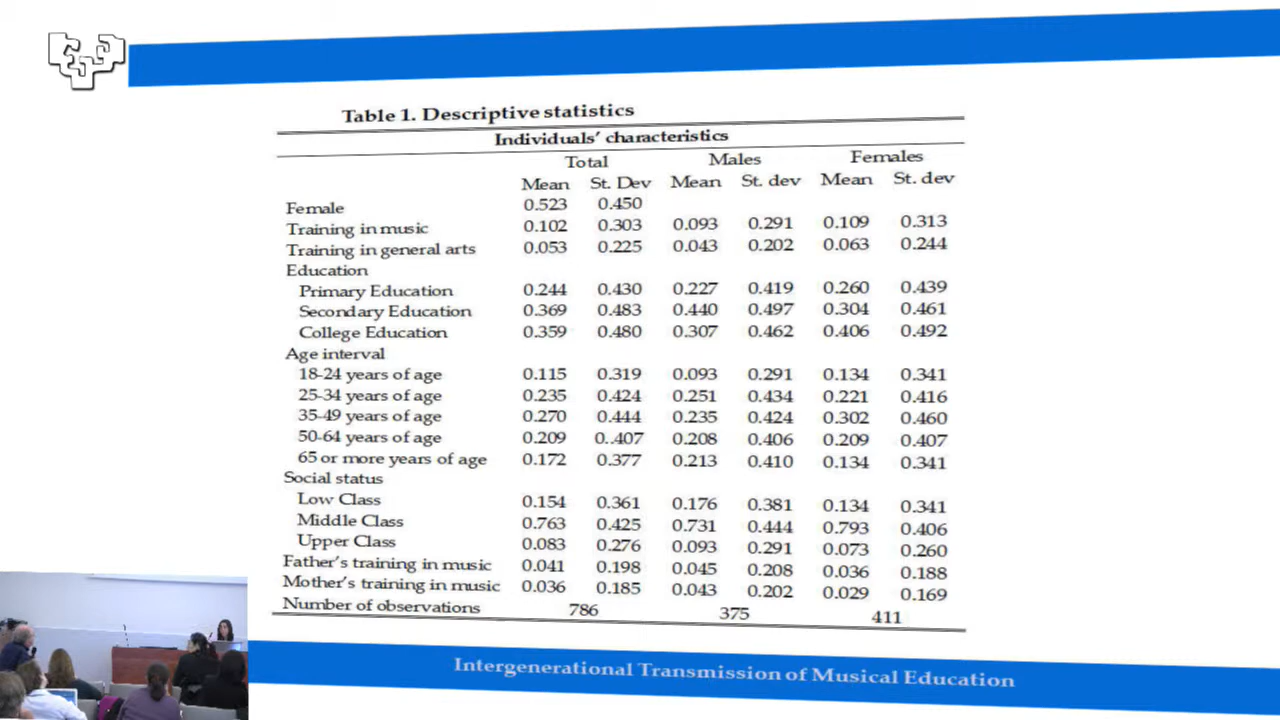 Table 1. Descriptive statistics
Individuals' characteristics
Total Males Females
Mean St. Dev Mean St. dev Mean St. dev
Female 0.523 0.450
Training in music 0.102 0.303 0.093 0.291 0.109 0.313
Training in general arts 0.053 0.225 0.043 0.202 0.063 0.244
Education
Primary Education 0.244 0.430 0.227 0.419 0.260 0.439
Secondary Education 0.369 0.483 0.440 0.497 0.304 0.461
College Education 0.359 0.480 0.307 0.462 0.406 0.492
Age interval
18-24 years of age 0.115 0.319 0.093 0.291 0.134 0.341
25-34 years of age 0.235 0.424 0.251 0.434 0.221 0.416
35-49 years of age 0.270 0.444 0.235 0.424 0.302 0.460
50-64 years of age 0.209 0..407 0.208 0.406 0.209 0.407
65 or more years of age 0.172 0.377 0.213 0.410 0.134 0.341
Social status
Low Class 0.154 0.361 0.176 0.381 0.134 0.341
Middle Class 0.763 0.425 0.731 0.444 0.793 0.406
Upper Class 0.083 0.276 0.093 0.291 0.073 0.260
Father's training in music 0.041 0.198 0.045 0.208 0.036 0.188
Mother's training in music 0.036 0.185 0.043 0.202 0.029 0.169
Number of observations 786 375 411
Intergenerational Transmission of Musical Education